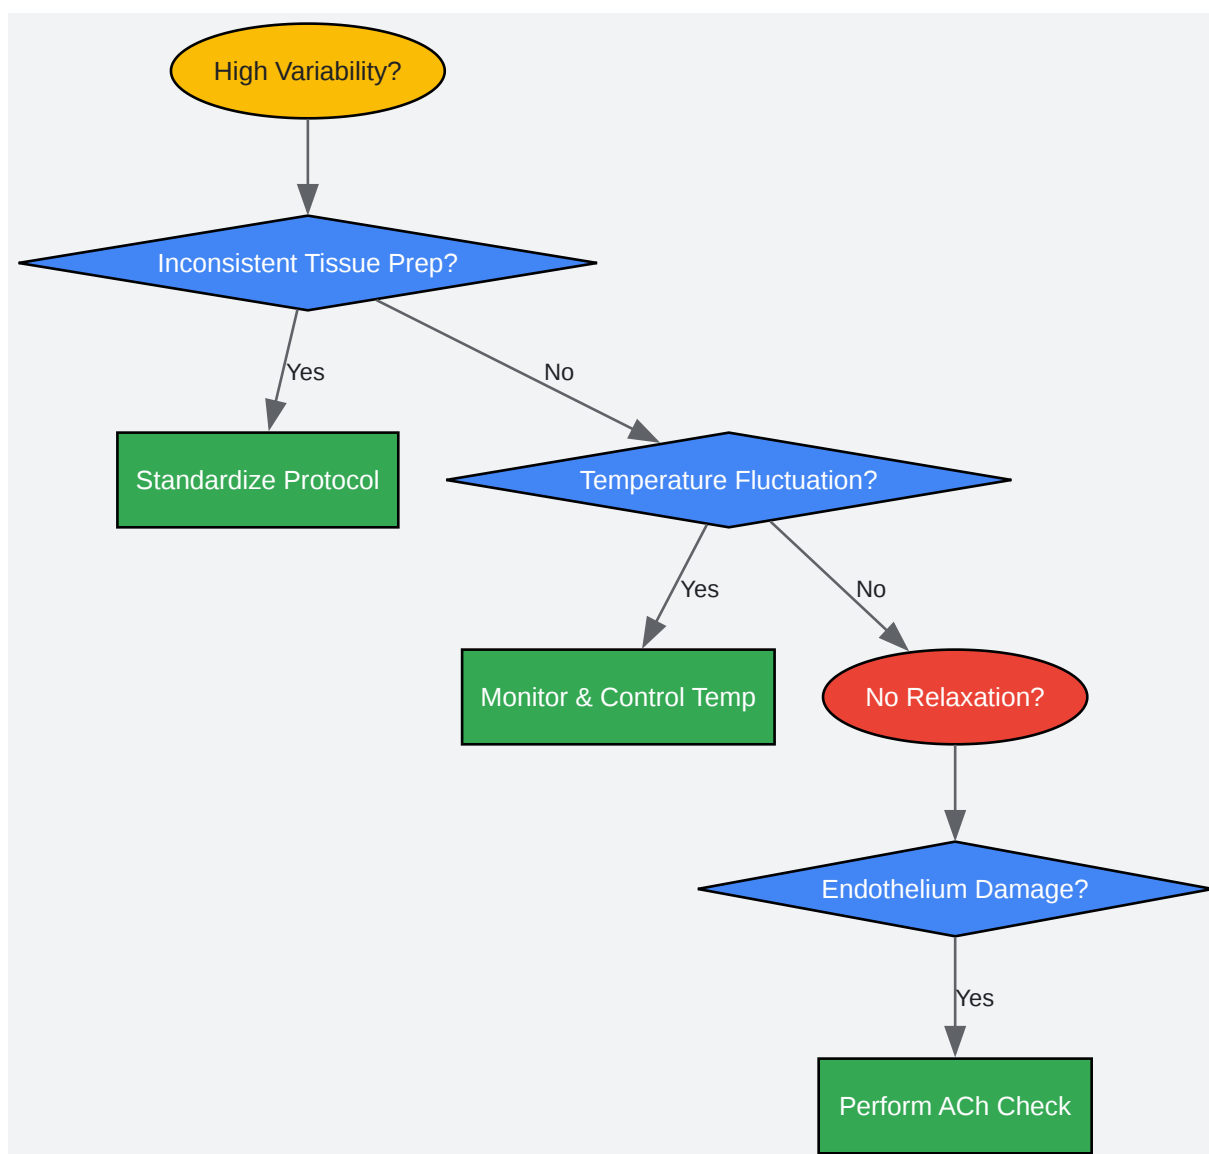 High Variability?
Inconsistent Tissue Prep?
Yes
No
Standardize Protocol
Temperature Fluctuation?
Yes
No
Monitor & Control Temp
No Relaxation?
Endothelium Damage?
Yes
Perform ACh Check